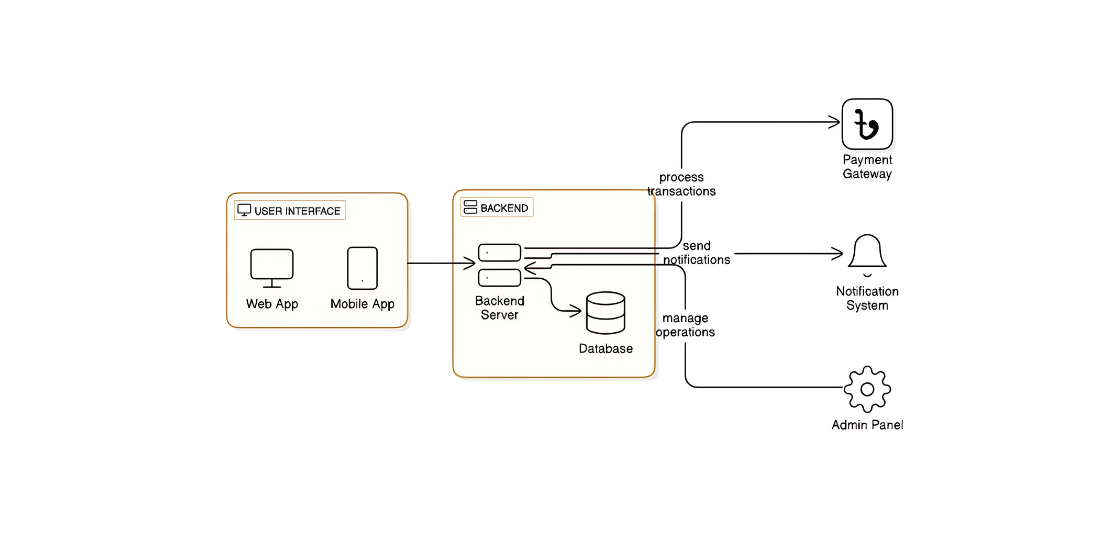 USER INTERFACE
Web App
Mobile App
BACKEND
Backend
Server
Database
process
transactions
send
notifications
manage
operations
৳
Payment
Gateway
Notification
System
Admin Panel